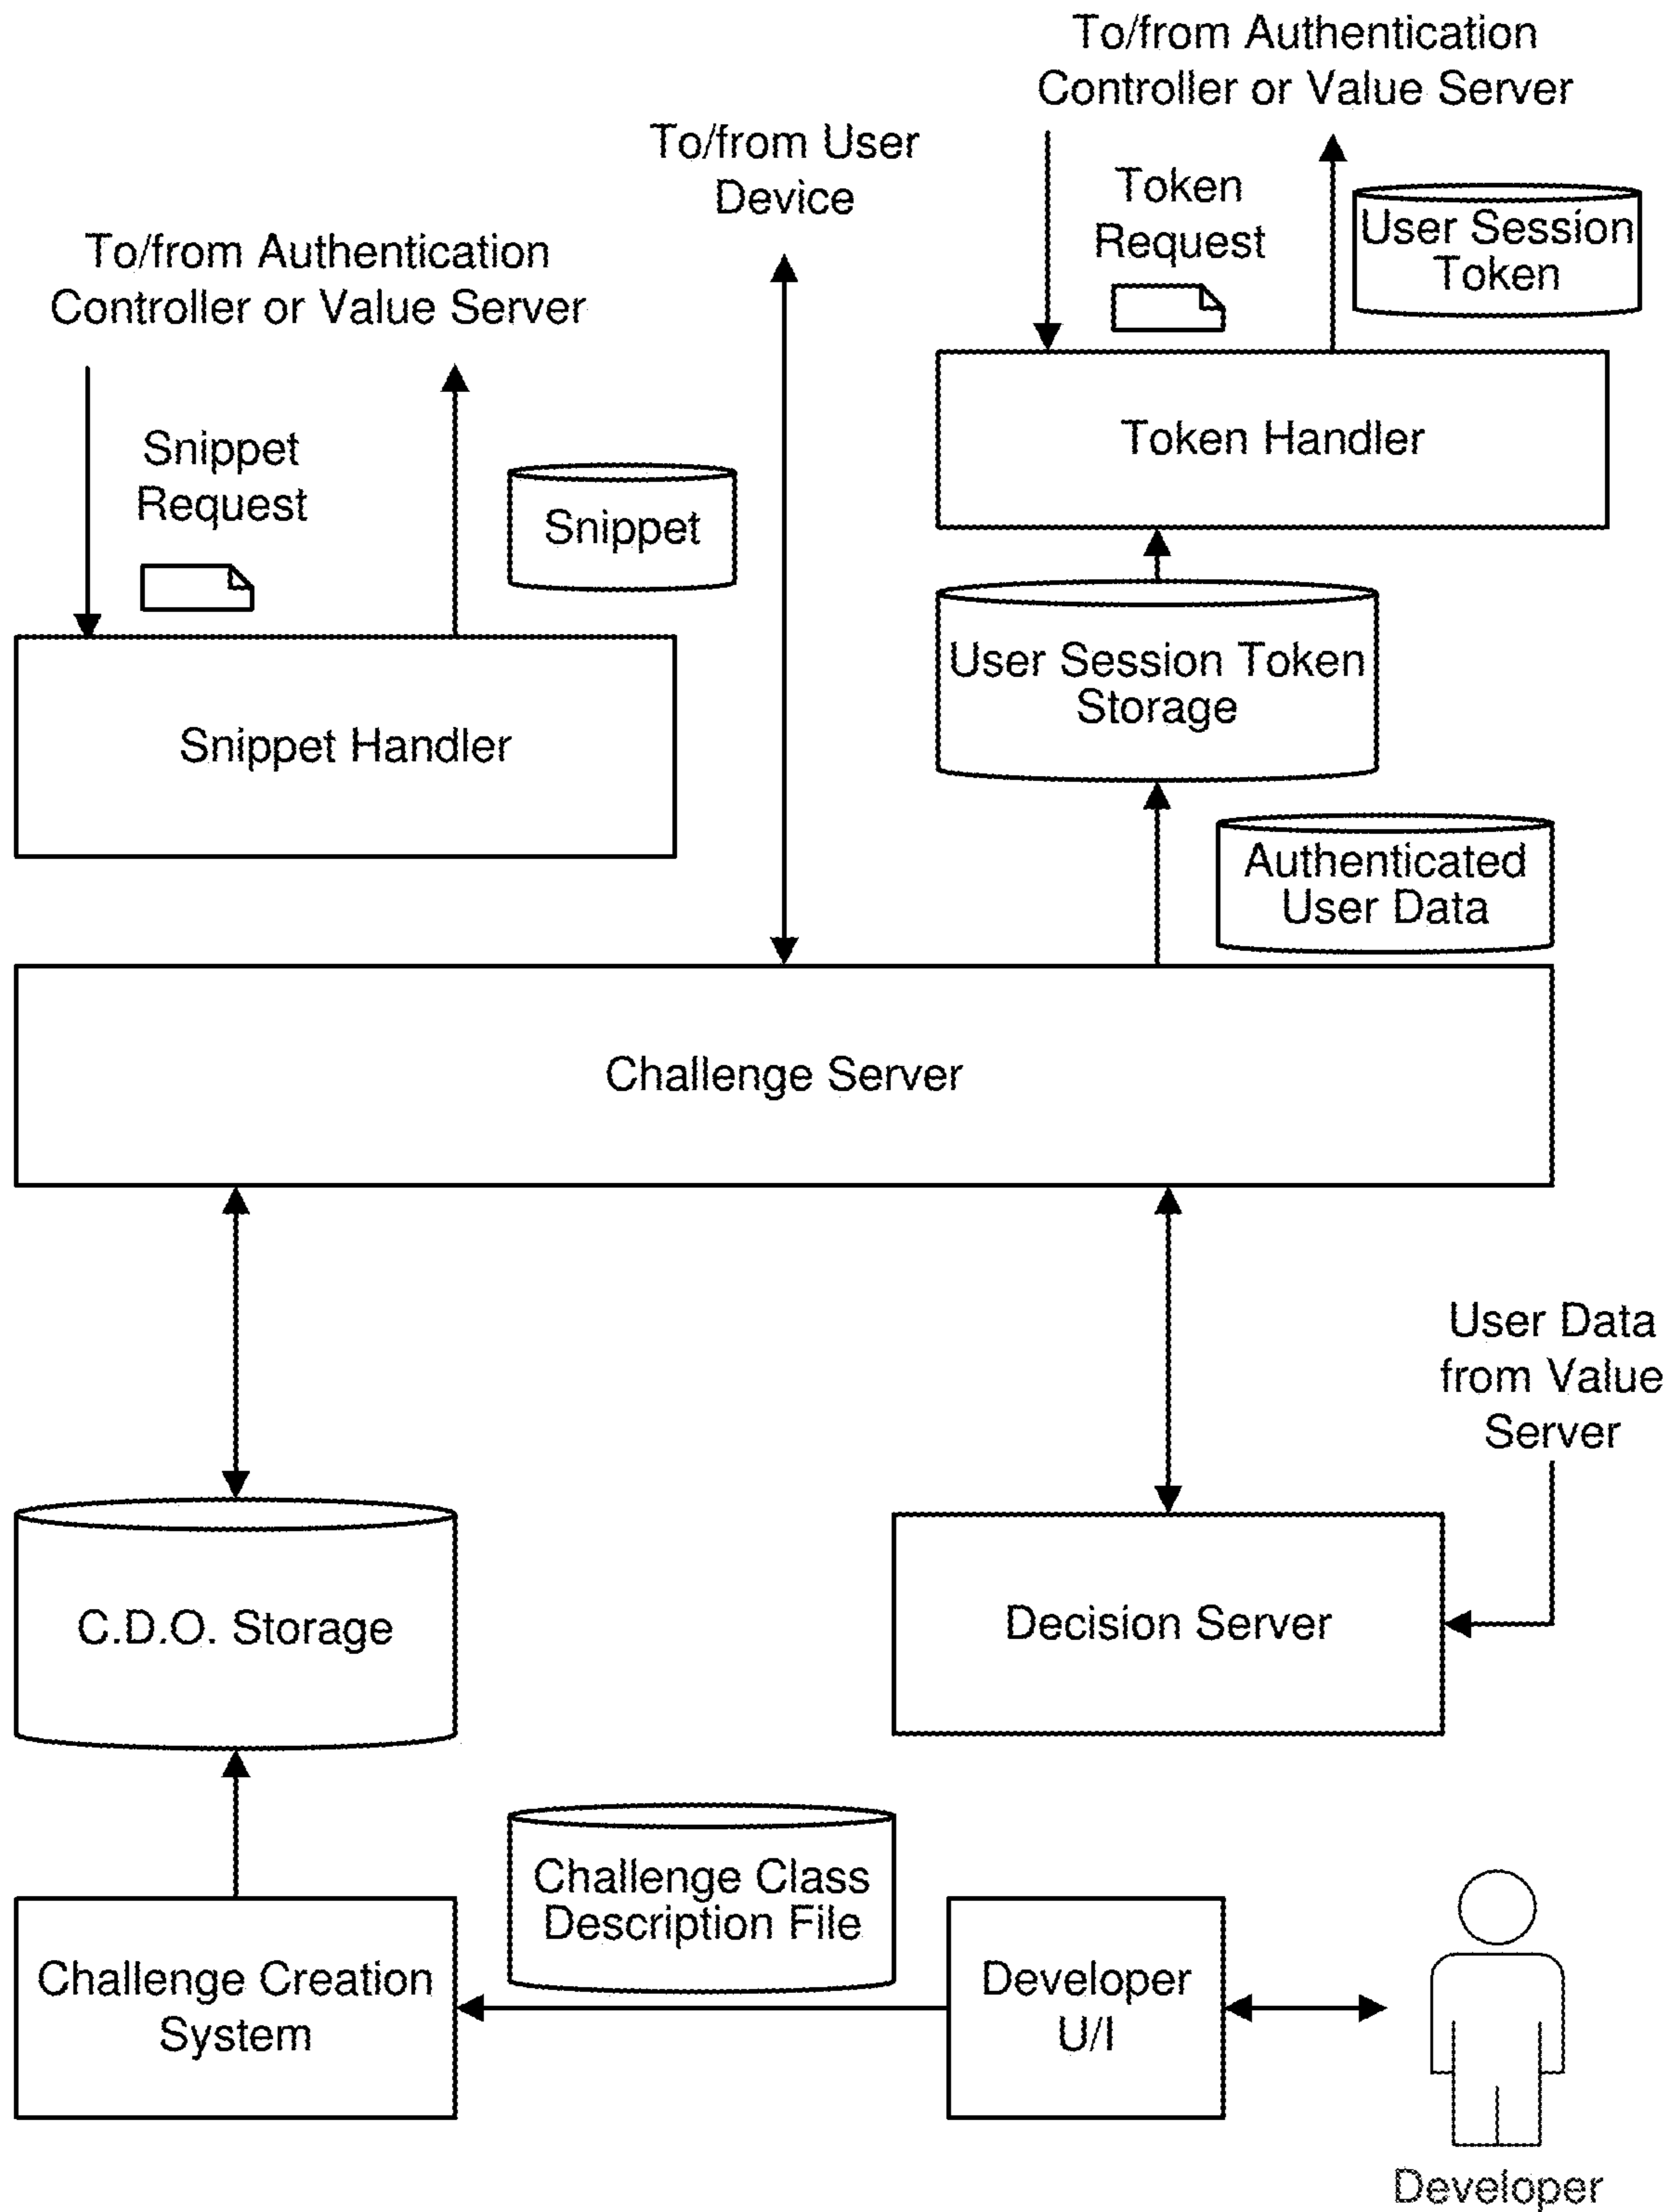 To/from Authentication
Controller or Value Server
To/from User
Device
Token
Request
User Session
Token
To/from Authentication
Controller or Value Server
Snippet
Request
Snippet
Token Handler
User Session Token
Storage
Snippet Handler
Authenticated
User Data
Challenge Server
User Data
from Value
Server
C.D.O. Storage
Decision Server
Challenge Class
Description File
Challenge Creation
System
Developer
U/I
Developer